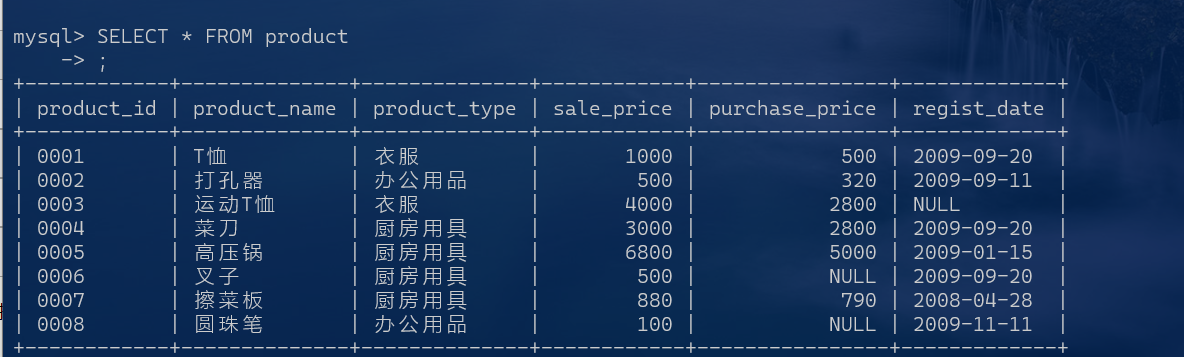 mysql> SELECT * FROM product
    -> ;
+------------+--------------+--------------+------------+----------------+-------------+
| product_id | product_name | product_type | sale_price | purchase_price | regist_date |
+------------+--------------+--------------+------------+----------------+-------------+
| 0001 | T恤 | 衣服 | 1000 | 500 | 2009-09-20 |
| 0002 | 打孔器 | 办公用品 | 500 | 320 | 2009-09-11 |
| 0003 | 运动T恤 | 衣服 | 4000 | 2800 | NULL |
| 0004 | 菜刀 | 厨房用具 | 3000 | 2800 | 2009-09-20 |
| 0005 | 高压锅 | 厨房用具 | 6800 | 5000 | 2009-01-15 |
| 0006 | 叉子 | 厨房用具 | 500 | NULL | 2009-09-20 |
| 0007 | 擦菜板 | 厨房用具 | 880 | 790 | 2008-04-28 |
| 0008 | 圆珠笔 | 办公用品 | 100 | NULL | 2009-11-11 |
+------------+--------------+--------------+------------+----------------+-------------+